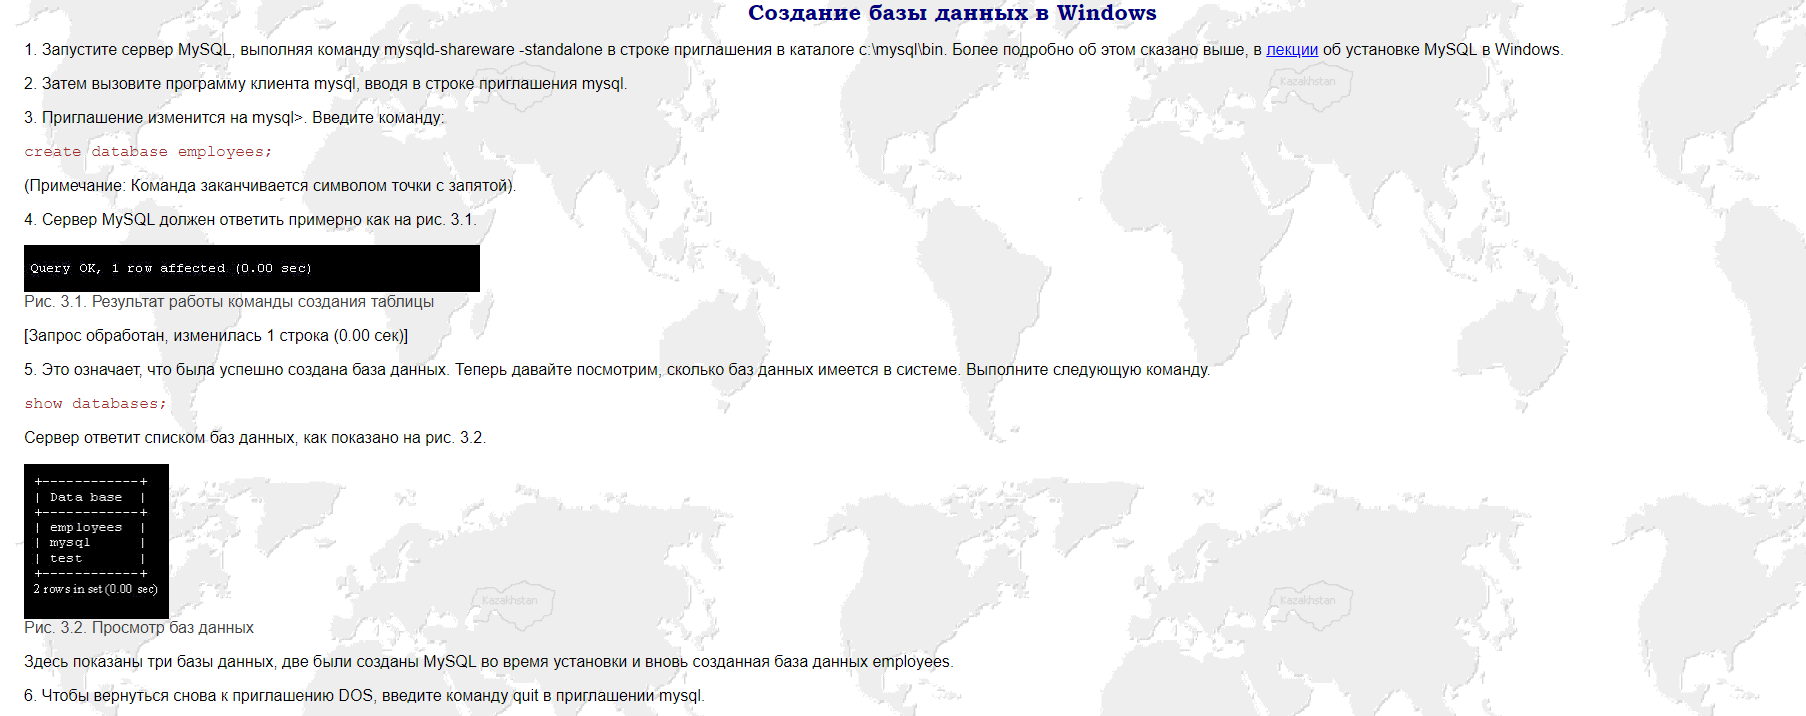 Создание базы данных в Windows
1. Запустите сервер MySQL, выполняя команду mysqld-shareware -standalone в строке приглашения в каталоге c:\mysql\bin. Более подробно об этом сказано выше, в лекции об установке MySQL в Windows.
2. Затем вызовите программу клиента mysql, вводя в строке приглашения mysql.
3. Приглашение изменится на mysql>. Введите команду:
create database employees;
(Примечание: Команда заканчивается символом точки с запятой).
4. Сервер MySQL должен ответить примерно как на рис. 3.1.
Query OK, 1 row affected (0.00 sec)
Рис. 3.1. Результат работы команды создания таблицы
[Запрос обработан, изменилась 1 строка (0.00 сек)]
5. Это означает, что была успешно создана база данных. Теперь давайте посмотрим, сколько баз данных имеется в системе. Выполните следующую команду.
show databases;
Сервер ответит списком баз данных, как показано на рис. 3.2.
+------------+
| Data base |
+------------+
| employees |
| mysql |
| test |
+------------+
2 rows in set (0.00 sec)
Рис. 3.2. Просмотр баз данных
Здесь показаны три базы данных, две были созданы MySQL во время установки и вновь созданная база данных employees.
6. Чтобы вернуться снова к приглашению DOS, введите команду quit в приглашении mysql.
Kazakhstan
Kazakhstan
Kazakhstan